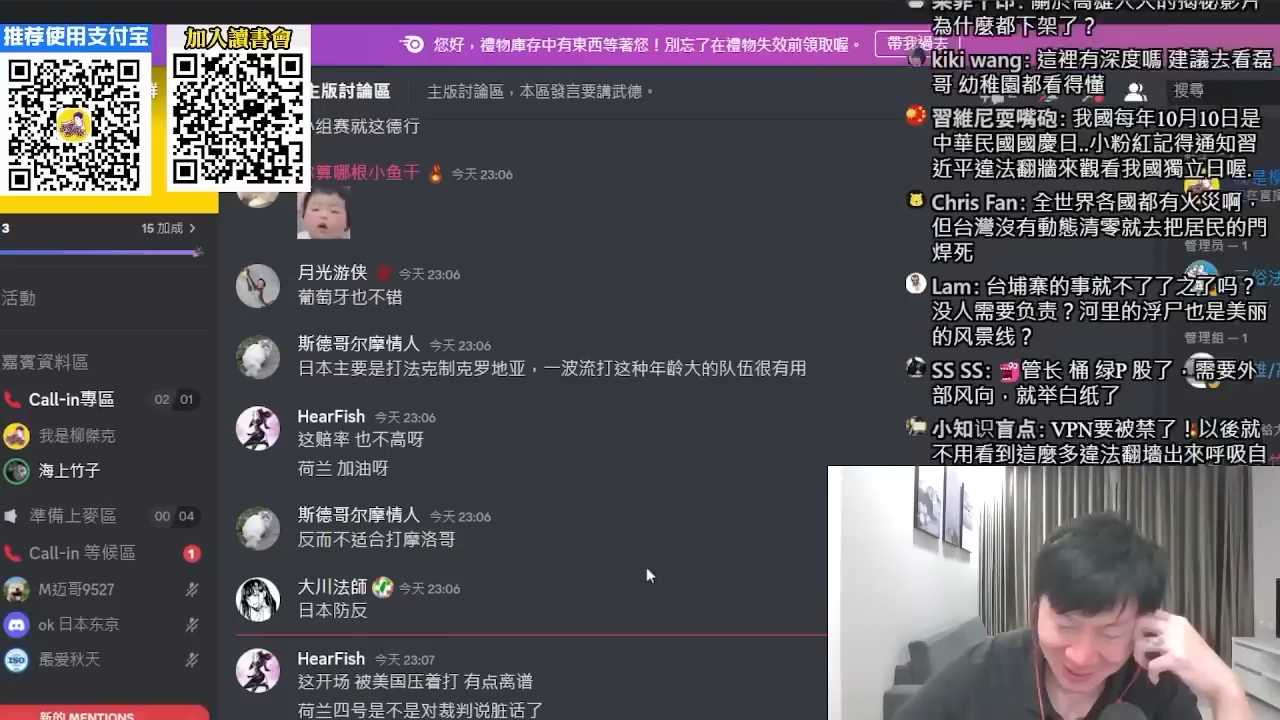 推荐使用支付宝
加入讀書會
您好，禮物庫存中有東西等著您！別忘了在禮物失效前領取喔。
帶我過去
群
主版討論區
主版討論區，本區發言要講武德。
搜尋
小组赛就这德行
算哪根小鱼干 今天 23:06
月光游侠 今天 23:06
葡萄牙也不错
斯德哥尔摩情人 今天 23:06
日本主要是打法克制克罗地亚，一波流打这种年龄大的队伍很有用
HearFish 今天 23:06
这赔率 也不高呀
荷兰 加油呀
斯德哥尔摩情人 今天 23:06
反而不适合打摩洛哥
大川法師 今天 23:06
日本防反
HearFish 今天 23:07
这开场 被美国压着打 有点离谱
荷兰四号是不是对裁判说脏话了
3
15 加成
活動
嘉賓資料區
Call-in專區 02 01
我是柳傑克
海上竹子
準備上麥區 00 04
Call-in 等候區 1
M迈哥9527
ok 日本东京
最爱秋天
ISO
新的 MENTIONS
為什麼都下架了？
kiki wang: 這裡有深度嗎 建議去看磊
哥 幼稚園都看得懂
習維尼耍嘴砲: 我國每年10月10日是
中華民國國慶日..小粉紅記得通知習
近平違法翻牆來觀看我國獨立日喔.
Chris Fan: 全世界各國都有火災啊，
但台灣沒有動態清零就去把居民的門
焊死
Lam: 台埔寨的事就不了了之了吗？
没人需要负责？河里的浮尸也是美丽
的风景线？
SS SS: 管长 桶 绿P 股了，需要外
部风向，就举白纸了
小知识盲点: VPN要被禁了！以後就
不用看到這麼多違法翻墻出來呼吸自
管理员 — 1
管理組 — 1